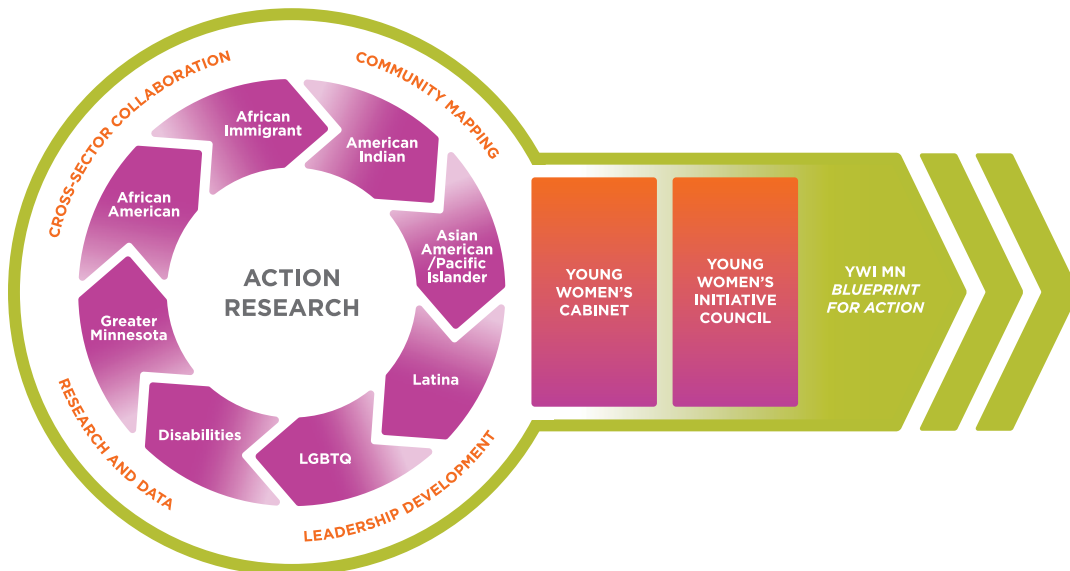 CROSS-SECTOR COLLABORATION
COMMUNITY MAPPING
RESEARCH AND DATA
LEADERSHIP DEVELOPMENT
African
Immigrant
American
Indian
Asian
American
/Pacific
Islander
Latina
LGBTQ
Disabilities
Greater
Minnesota
African
American
ACTION
RESEARCH
YOUNG
WOMEN'S
CABINET
YOUNG
WOMEN'S
INITIATIVE
COUNCIL
YWI MN
BLUEPRINT
FOR ACTION